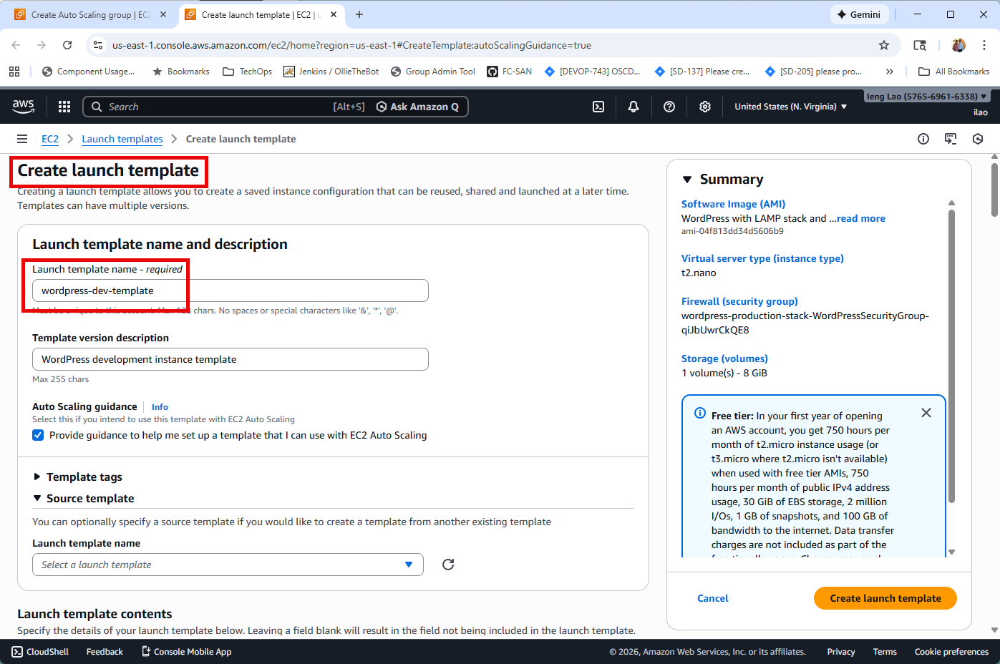 Create Auto Scaling group | EC2
Create launch template | EC2 | u
Gemini
us-east-1.console.aws.amazon.com/ec2/home?region=us-east-1#CreateTemplate:autoScalingGuidance=true
Component Usage...
Bookmarks
TechOps
Jenkins / OllieTheBot
Group Admin Tool
FC-SAN
[DEVOP-743] OSCD...
[SD-137] Please cre...
[SD-205] please pro...
All Bookmarks
aws
Search
[Alt+S]
Ask Amazon Q
United States (N. Virginia)
Ieng Lao (5765-6961-6338)
ilao
EC2
Launch templates
Create launch template
Create launch template
Creating a launch template allows you to create a saved instance configuration that can be reused, shared and launched at a later time.
Templates can have multiple versions.
Launch template name and description
Launch template name - required
wordpress-dev-template
Must be unique to this account. Max 128 chars. No spaces or special characters like '&', '*', '@'.
Template version description
WordPress development instance template
Max 255 chars
Auto Scaling guidance
Info
Select this if you intend to use this template with EC2 Auto Scaling
Provide guidance to help me set up a template that I can use with EC2 Auto Scaling
Template tags
Source template
You can optionally specify a source template if you would like to create a template from another existing template
Launch template name
Select a launch template
Launch template contents
Specify the details of your launch template below. Leaving a field blank will result in the field not being included in the launch template.
Summary
Software Image (AMI)
WordPress with LAMP stack and ...read more
ami-04f813dd34d5606b9
Virtual server type (instance type)
t2.nano
Firewall (security group)
wordpress-production-stack-WordPressSecurityGroup-
qiJbUwrCkQE8
Storage (volumes)
1 volume(s) - 8 GiB
Free tier: In your first year of opening
an AWS account, you get 750 hours per
month of t2.micro instance usage (or
t3.micro where t2.micro isn't available)
when used with free tier AMIs, 750
hours per month of public IPv4 address
usage, 30 GiB of EBS storage, 2 million
I/Os, 1 GB of snapshots, and 100 GB of
bandwidth to the internet. Data transfer
charges are not included as part of the
Cancel
Create launch template
CloudShell
Feedback
Console Mobile App
© 2026, Amazon Web Services, Inc. or its affiliates.
Privacy
Terms
Cookie preferences